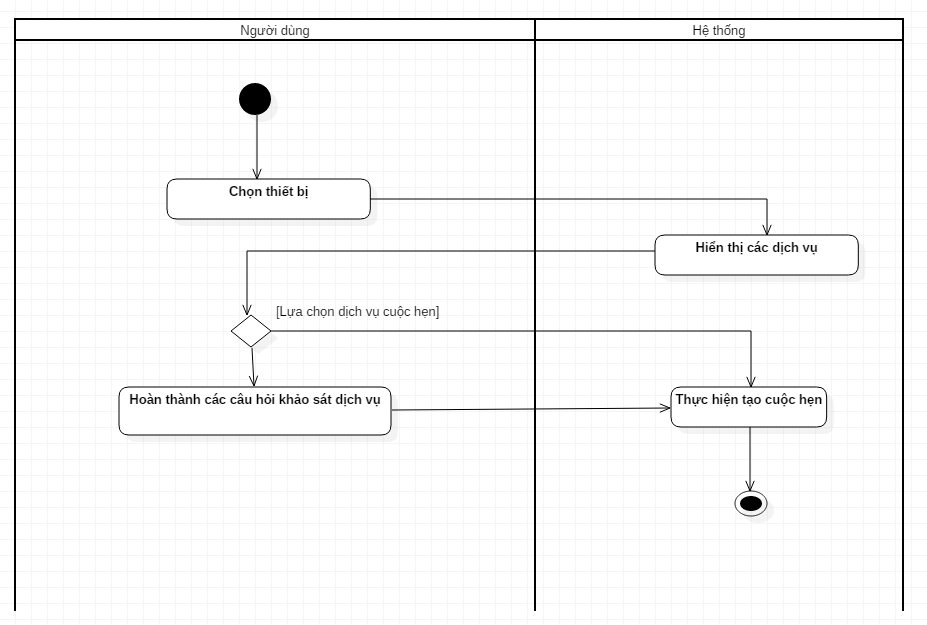 Người dùng
Hệ thống
Chọn thiết bị
Hiển thị các dịch vụ
[Lựa chọn dịch vụ cuộc hẹn]
Hoàn thành các câu hỏi khảo sát dịch vụ
Thực hiện tạo cuộc hẹn